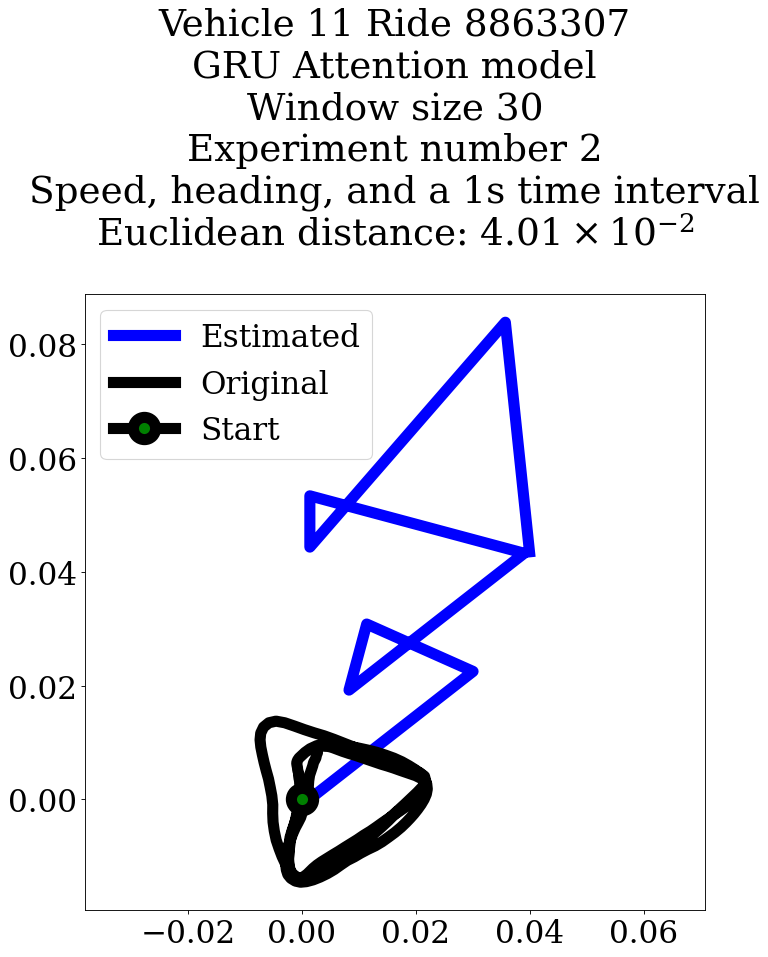 Vehicle 11 Ride 8863307
GRU Attention model
Window size 30
Experiment number 2
Speed, heading, and a 1s time interval
Euclidean distance: 4.01 × 10⁻²
Estimated
Original
Start
0.08
0.06
0.04
0.02
0.00
−0.02
0.00
0.02
0.04
0.06